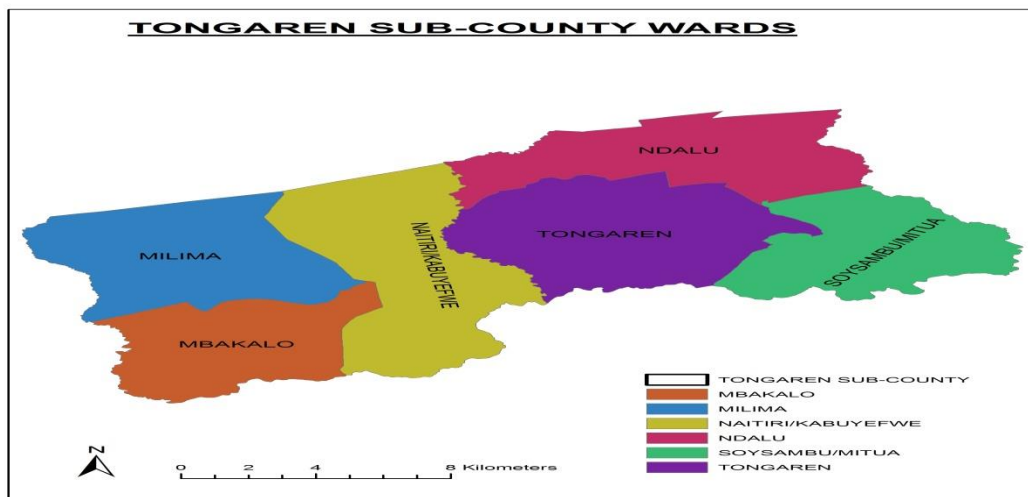 TONGAREN SUB-COUNTY WARDS
NDALU
NAITIRI/KABUYEFWE
TONGAREN
MILIMA
SOYSAMBU/MITUA
MBAKALO
TONGAREN SUB-COUNTY
MBAKALO
MILIMA
NAITIRI/KABUYEFWE
NDALU
SOYSAMBU/MITUA
TONGAREN
N
0 2 4 8 Kilometers